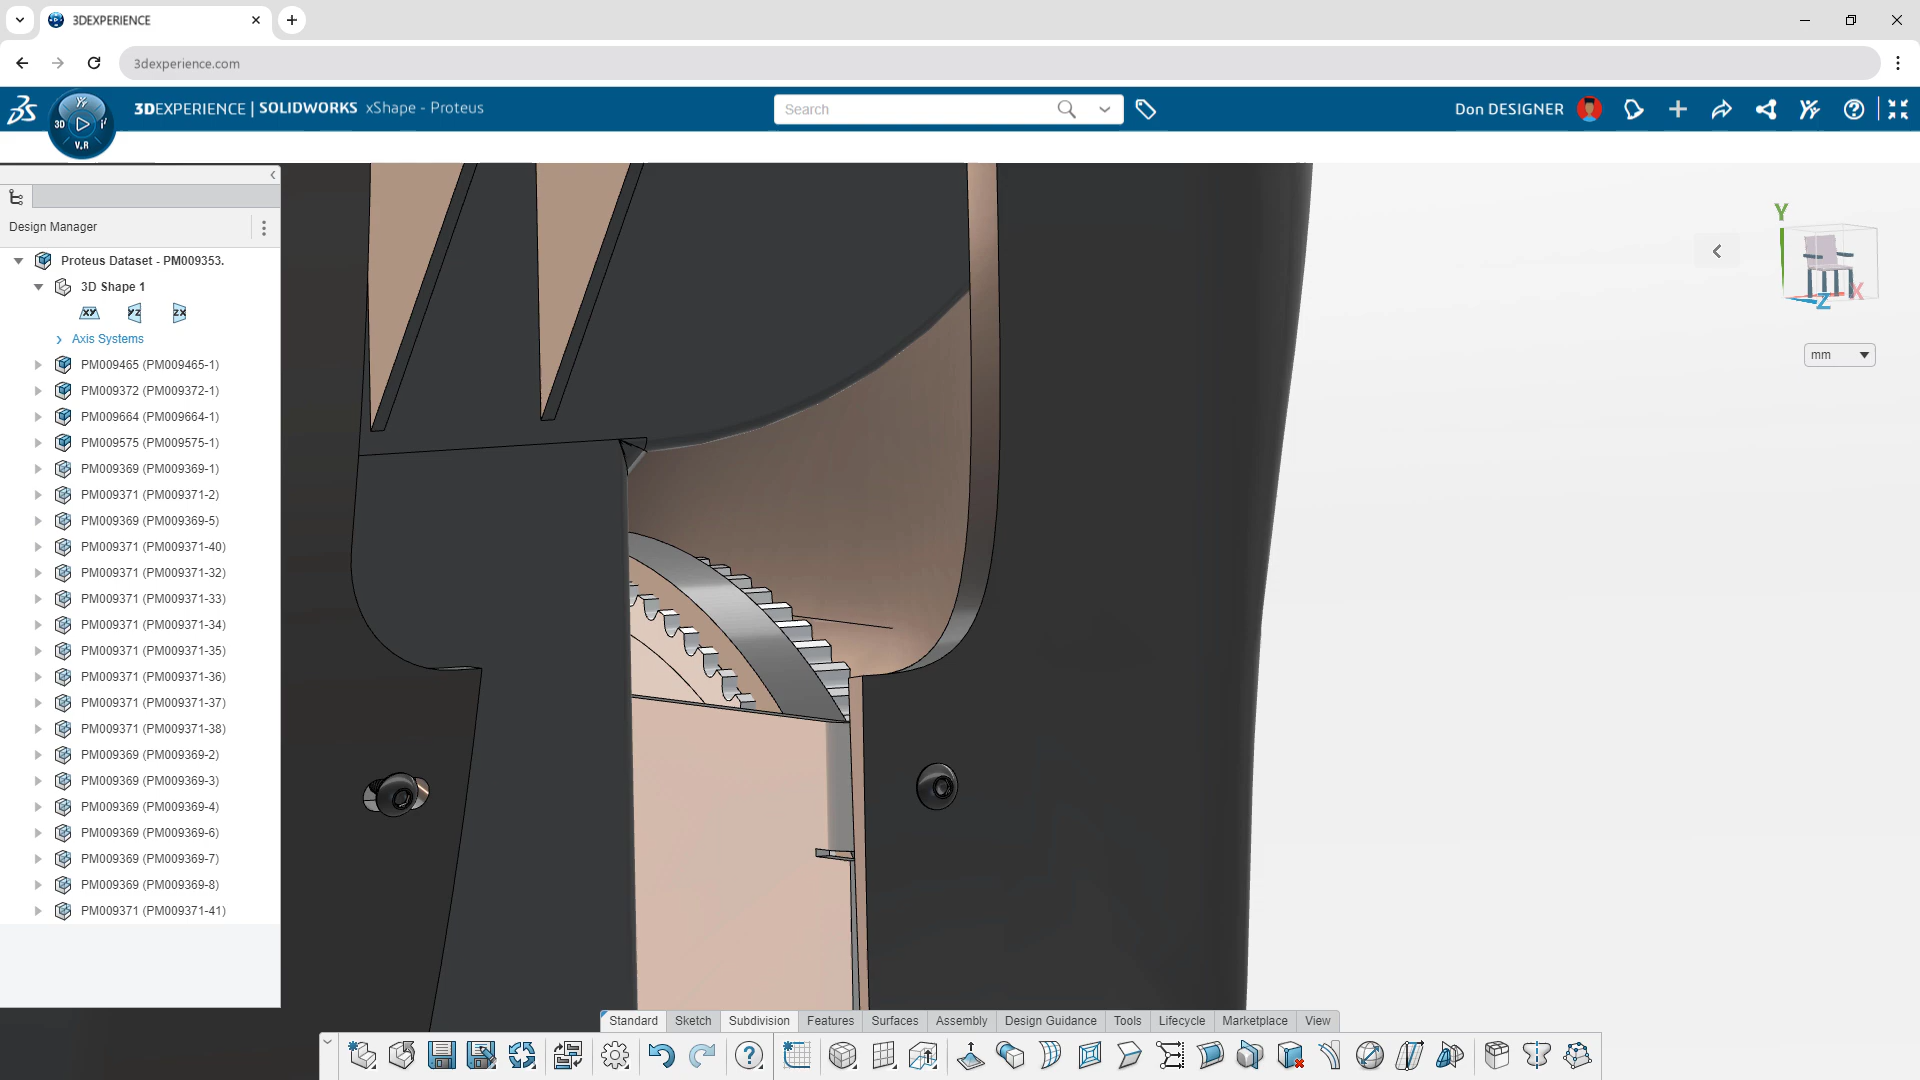 3DEXPERIENCE
3dexperience.com
3DEXPERIENCE | SOLIDWORKS xShape - Proteus
Search
Don DESIGNER
3D
V.R
Design Manager
Proteus Dataset - PM009353.
3D Shape 1
XY YZ ZX
Axis Systems
PM009465 (PM009465-1)
PM009372 (PM009372-1)
PM009664 (PM009664-1)
PM009575 (PM009575-1)
PM009369 (PM009369-1)
PM009371 (PM009371-2)
PM009369 (PM009369-5)
PM009371 (PM009371-40)
PM009371 (PM009371-32)
PM009371 (PM009371-33)
PM009371 (PM009371-34)
PM009371 (PM009371-35)
PM009371 (PM009371-36)
PM009371 (PM009371-37)
PM009371 (PM009371-38)
PM009369 (PM009369-2)
PM009369 (PM009369-3)
PM009369 (PM009369-4)
PM009369 (PM009369-6)
PM009369 (PM009369-7)
PM009369 (PM009369-8)
PM009371 (PM009371-41)
Y
Z
X
mm
Standard Sketch Subdivision Features Surfaces Assembly Design Guidance Tools Lifecycle Marketplace View